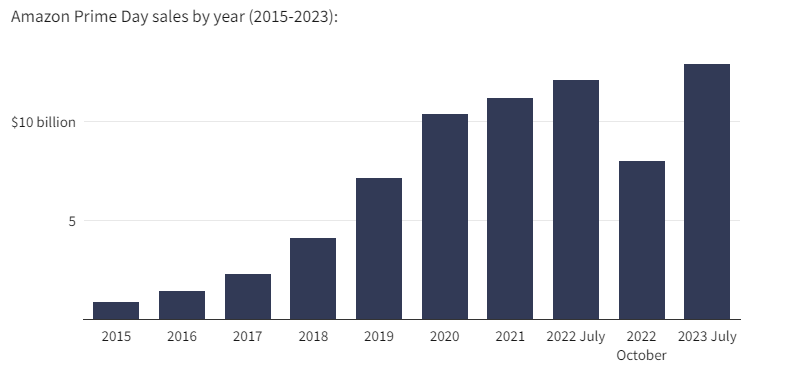 Amazon Prime Day sales by year (2015-2023):
$10 billion
5
2015 2016 2017 2018 2019 2020 2021 2022 July 2022 October 2023 July